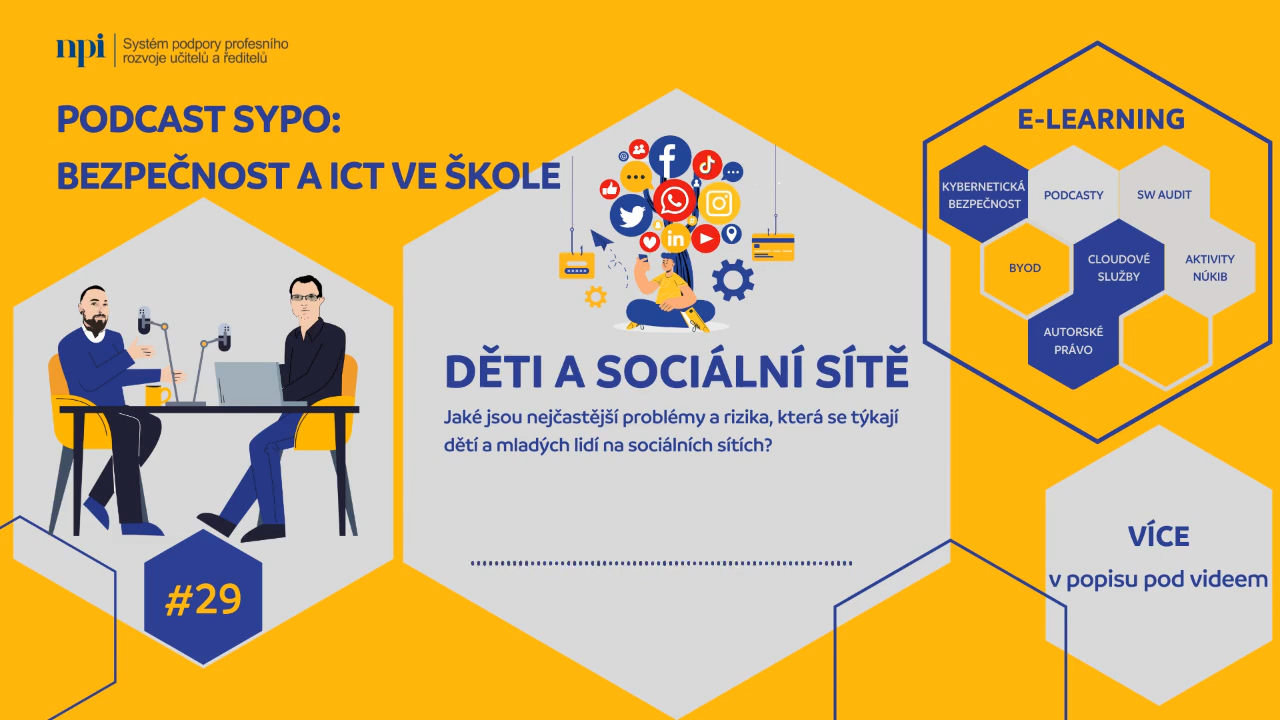 npi
Systém podpory profesního
rozvoje učitelů a ředitelů
PODCAST SYPO:
BEZPEČNOST A ICT VE ŠKOLE
in
DĚTI A SOCIÁLNÍ SÍTĚ
Jaké jsou nejčastější problémy a rizika, která se týkají
dětí a mladých lidí na sociálních sítích?
#29
E-LEARNING
KYBERNETICKÁ
BEZPEČNOST
PODCASTY
SW AUDIT
BYOD
CLOUDOVÉ
SLUŽBY
AKTIVITY
NÚKIB
AUTORSKÉ
PRÁVO
VÍCE
v popisu pod videem